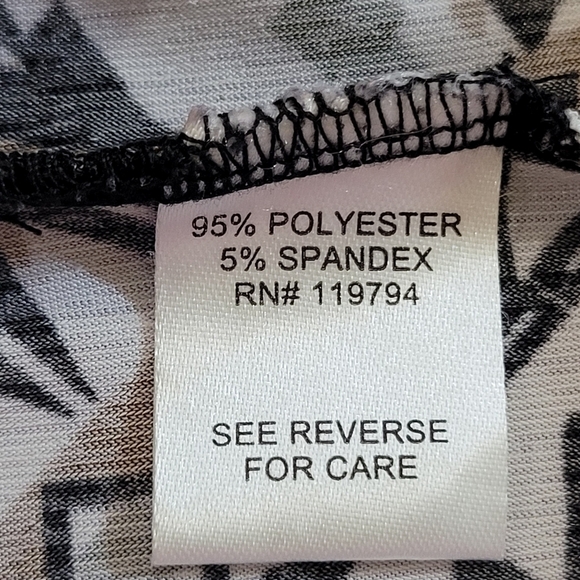 95% POLYESTER
5% SPANDEX
RN# 119794
SEE REVERSE
FOR CARE